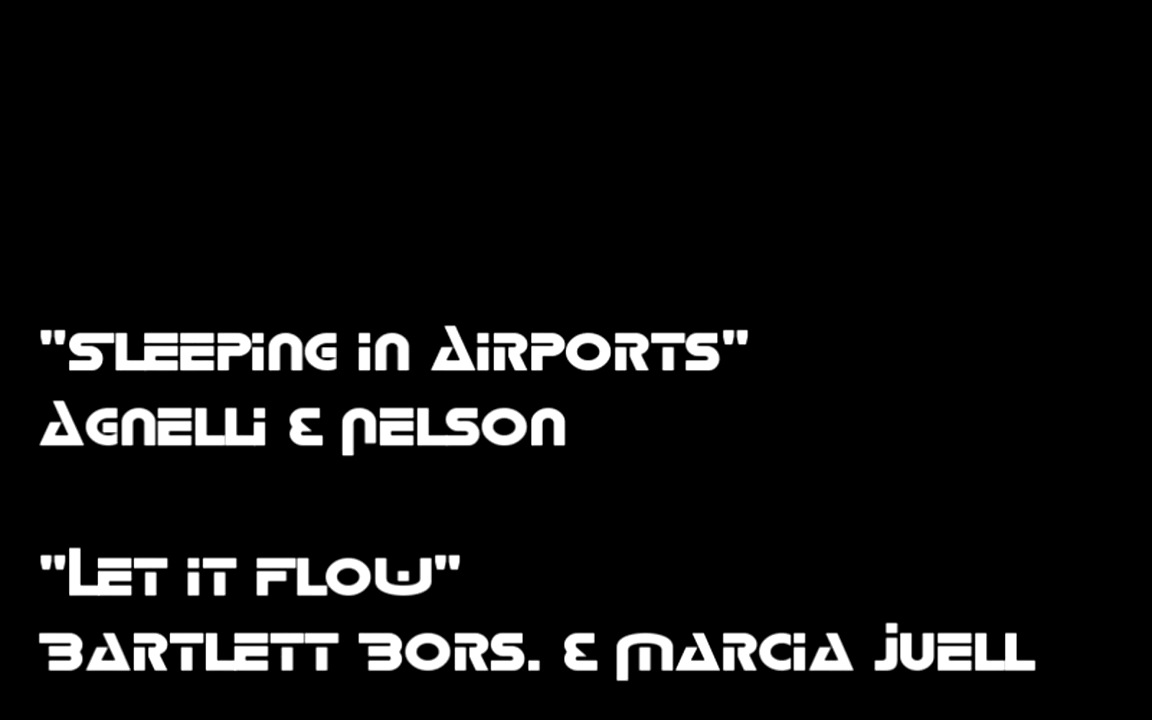 "Sleeping in Airports"
Agnelli & Nelson
"Let it flow"
Bartlett Bors. & Marcia Juell